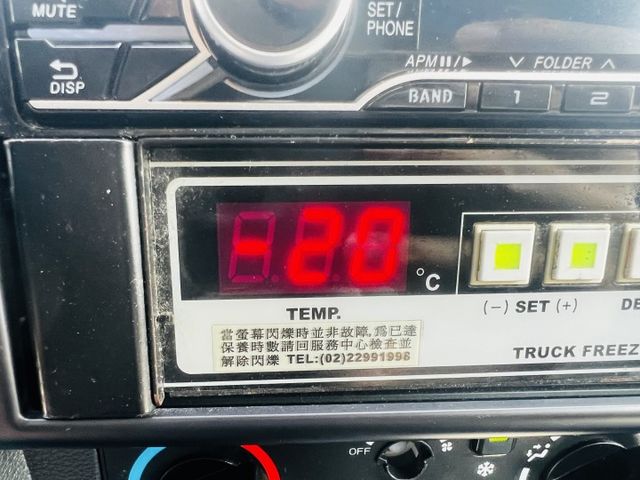 MUTE
SET /
PHONE
DISP
APM II/▶
∨ FOLDER ∧
BAND
1
2
-20
°C
TEMP.
(-) SET (+)
當螢幕閃爍時並非故障,為已達
保養時數請回服務中心檢查並
解除閃爍 TEL:(02)22991996
TRUCK FREEZ
OFF